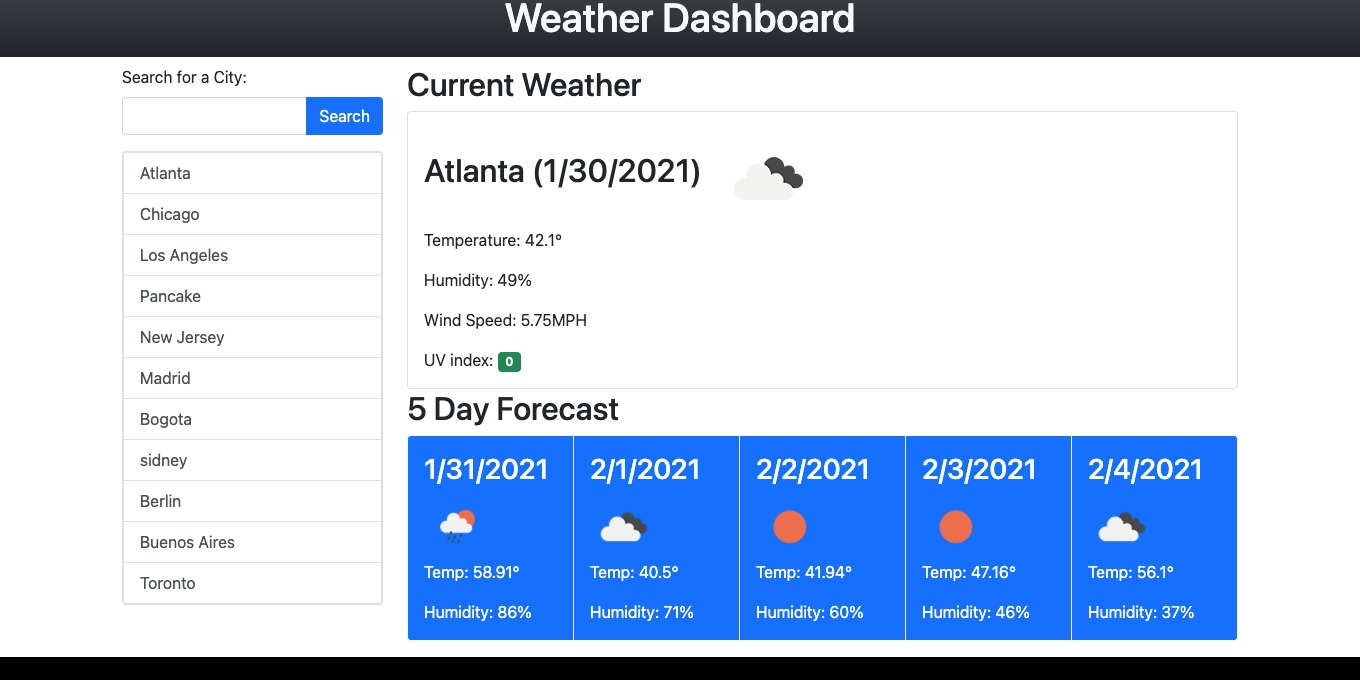 Weather Dashboard
Search for a City:
Search
Atlanta
Chicago
Los Angeles
Pancake
New Jersey
Madrid
Bogota
sidney
Berlin
Buenos Aires
Toronto
Current Weather
Atlanta (1/30/2021)
Temperature: 42.1°
Humidity: 49%
Wind Speed: 5.75MPH
UV index: 0
5 Day Forecast
1/31/2021
Temp: 58.91°
Humidity: 86%
2/1/2021
Temp: 40.5°
Humidity: 71%
2/2/2021
Temp: 41.94°
Humidity: 60%
2/3/2021
Temp: 47.16°
Humidity: 46%
2/4/2021
Temp: 56.1°
Humidity: 37%